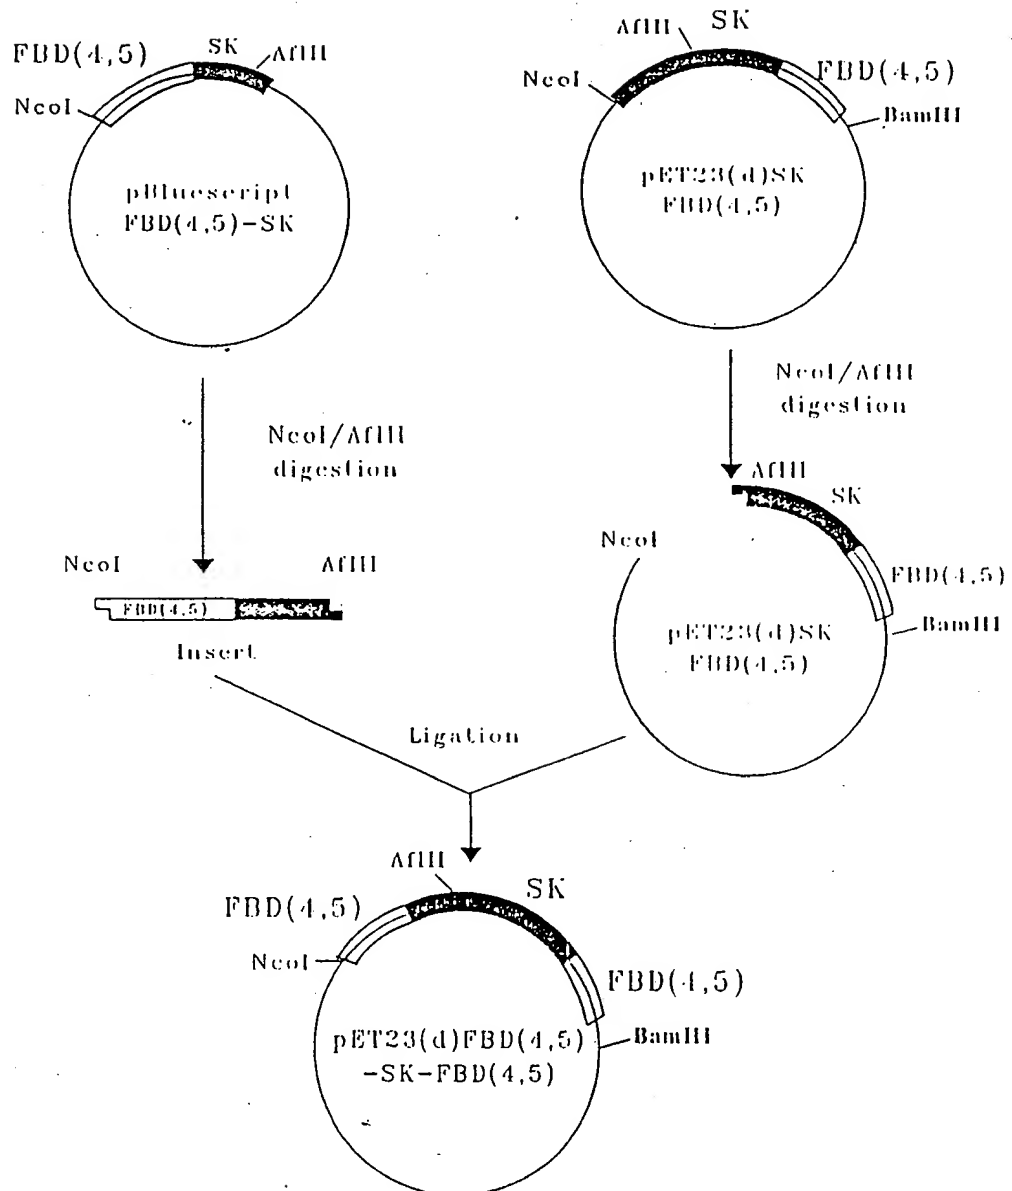 FBD(4,5)
SK
AflII
NcoI
pBluescript
FBD(4,5)-SK
AflII
SK
NcoI
FBD(4,5)
BamHI
pET23(d)SK
FBD(4,5)
NcoI/AflII
digestion
NcoI/AflII
digestion
NcoI
AflII
FBD(4,5)
Insert
AflII
SK
NcoI
FBD(4,5)
BamHI
pET23(d)SK
FBD(4,5)
Ligation
AflII
SK
FBD(4,5)
NcoI
FBD(4,5)
BamHI
pET23(d)FBD(4,5)
-SK-FBD(4,5)